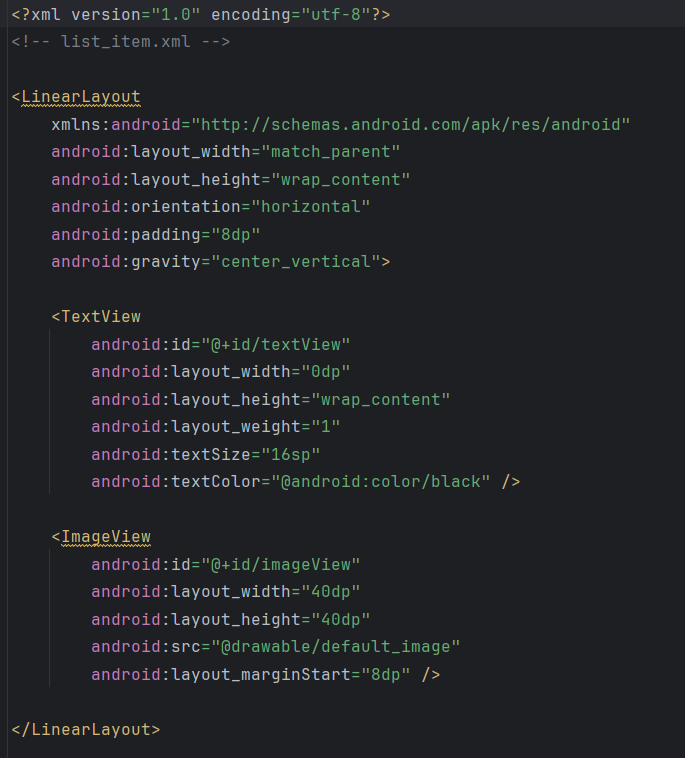 <?xml version="1.0" encoding="utf-8"?>
<!-- list_item.xml -->
<LinearLayout
    xmlns:android="http://schemas.android.com/apk/res/android"
    android:layout_width="match_parent"
    android:layout_height="wrap_content"
    android:orientation="horizontal"
    android:padding="8dp"
    android:gravity="center_vertical">
    <TextView
        android:id="@+id/textView"
        android:layout_width="0dp"
        android:layout_height="wrap_content"
        android:layout_weight="1"
        android:textSize="16sp"
        android:textColor="@android:color/black" />
    <ImageView
        android:id="@+id/imageView"
        android:layout_width="40dp"
        android:layout_height="40dp"
        android:src="@drawable/default_image"
        android:layout_marginStart="8dp" />
</LinearLayout>